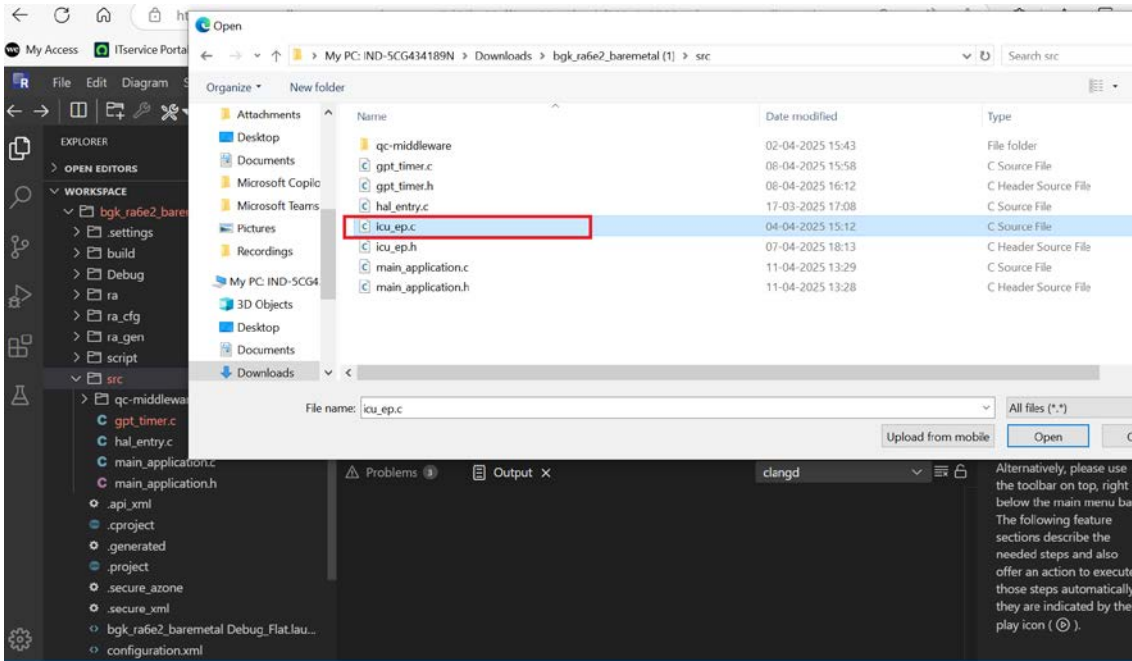 Open
My Access
ITservice Porta
My PC: IND-5CG434189N > Downloads > bgk_ra6e2_baremetal (1) > src
Search src
File Edit Diagram S
Organize
New folder
Attachments
Desktop
Documents
Microsoft Copilo
Microsoft Teams
Pictures
Recordings
My PC: IND-5CG4
3D Objects
Desktop
Documents
Downloads
Name Date modified Type
qc-middleware 02-04-2025 15:43 File folder
gpt_timer.c 08-04-2025 15:58 C Source File
gpt_timer.h 08-04-2025 16:12 C Header Source File
hal_entry.c 17-03-2025 17:08 C Source File
icu_ep.c 04-04-2025 15:12 C Source File
icu_ep.h 07-04-2025 18:13 C Header Source File
main_application.c 11-04-2025 13:29 C Source File
main_application.h 11-04-2025 13:28 C Header Source File
File name: icu_ep.c
All files (*.*)
Upload from mobile
Open
EXPLORER
OPEN EDITORS
WORKSPACE
bgk_ra6e2_barem
.settings
build
Debug
ra
ra_cfg
ra_gen
script
src
qc-middlewa
gpt_timer.c
hal_entry.c
main_application.c
main_application.h
.api_xml
.cproject
.generated
.project
.secure_azone
.secure_xml
bgk_ra6e2_baremetal Debug_Flat.lau...
configuration.xml
Problems 3
Output
clangd
Alternatively, please use
the toolbar on top, right
below the main menu ba
The following feature
sections describe the
needed steps and also
offer an action to execute
those steps automatically
they are indicated by the
play icon ( ).